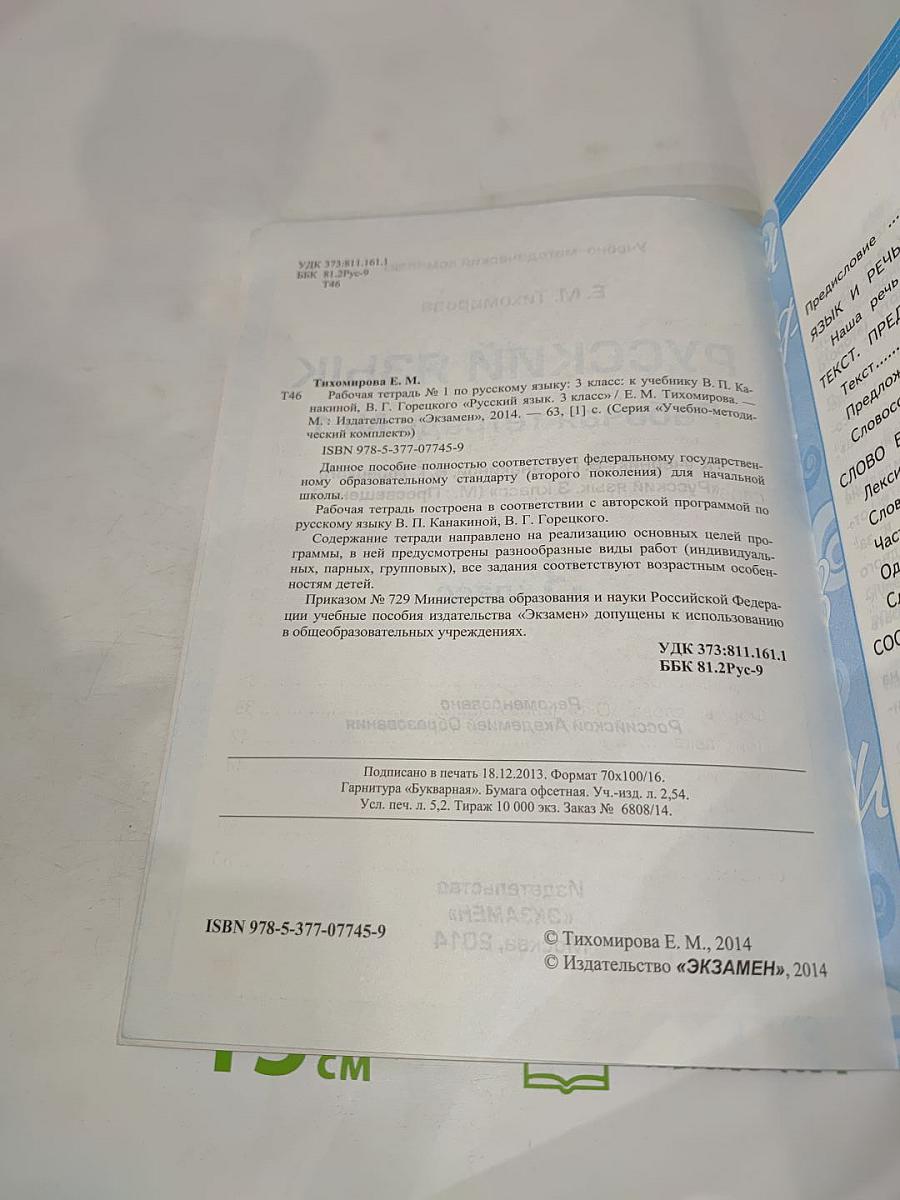 УДК 373:811.161.1
ББК 81.2Рус-9
Т46
Тихомирова Е. М.
Т46 Рабочая тетрадь № 1 по русскому языку: 3 класс: к учебнику В. П. Ка-
накиной, В. Г. Горецкого «Русский язык. 3 класс» / Е. М. Тихомирова. —
М. : Издательство «Экзамен», 2014. — 63, [1] с. (Серия «Учебно-методи-
ческий комплект»)
ISBN 978-5-377-07745-9
Данное пособие полностью соответствует федеральному государствен-
ному образовательному стандарту (второго поколения) для начальной
школы.
Рабочая тетрадь построена в соответствии с авторской программой по
русскому языку В. П. Канакиной, В. Г. Горецкого.
Содержание тетради направлено на реализацию основных целей про-
граммы, в ней предусмотрены разнообразные виды работ (индивидуаль-
ных, парных, групповых), все задания соответствуют возрастным особен-
ностям детей.
Приказом № 729 Министерства образования и науки Российской Федера-
ции учебные пособия издательства «Экзамен» допущены к использованию
в общеобразовательных учреждениях.
УДК 373:811.161.1
ББК 81.2Рус-9
Подписано в печать 18.12.2013. Формат 70х100/16.
Гарнитура «Букварная». Бумага офсетная. Уч.-изд. л. 2,54.
Усл. печ. л. 5,2. Тираж 10 000 экз. Заказ № 6808/14.
ISBN 978-5-377-07745-9
© Тихомирова Е. М., 2014
© Издательство «ЭКЗАМЕН», 2014
Предисловие ...
ЯЗЫК И РЕЧЬ
Наша речь
ТЕКСТ. ПРЕД
Текст......
Предлож
Словосо
СЛОВО
Лекси
Слов
Част
Од
СОС
см